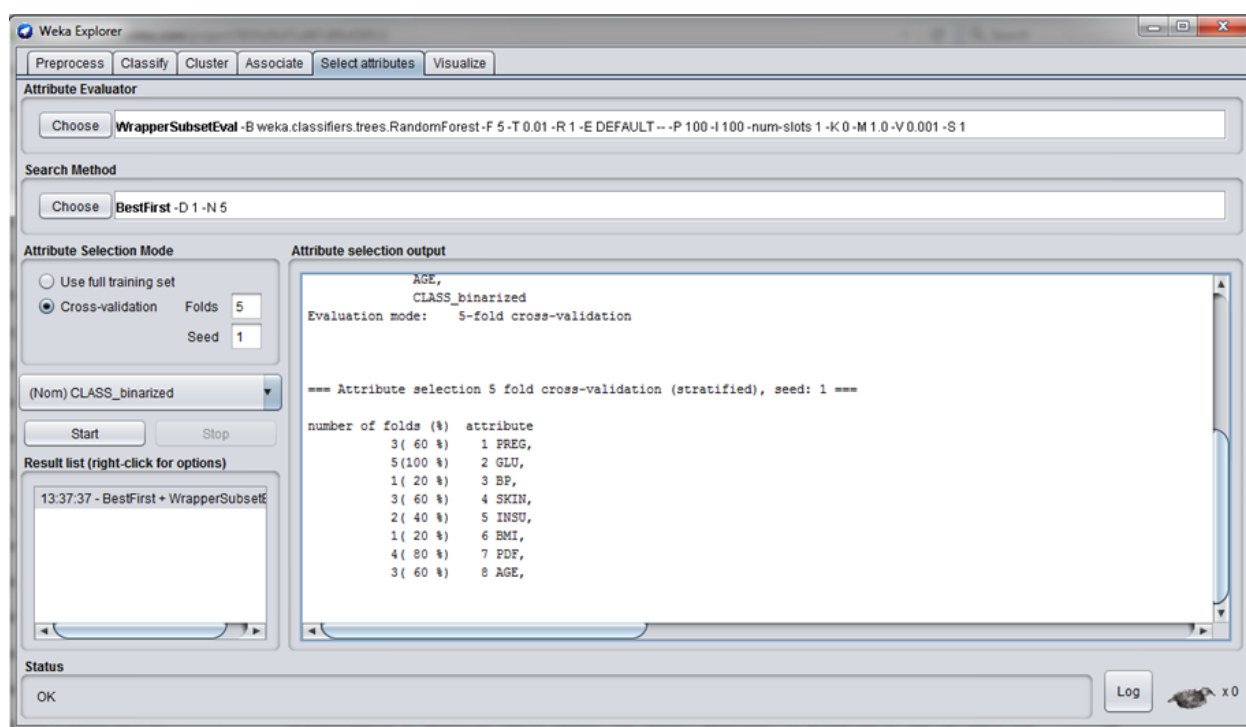 Weka Explorer
Preprocess Classify Cluster Associate Select attributes Visualize
Attribute Evaluator
Choose WrapperSubsetEval -B weka.classifiers.trees.RandomForest -F 5 -T 0.01 -R 1 -E DEFAULT -- -P 100 -I 100 -num-slots 1 -K 0 -M 1.0 -V 0.001 -S 1
Search Method
Choose BestFirst -D 1 -N 5
Attribute Selection Mode
Use full training set
Cross-validation Folds 5
Seed 1
(Nom) CLASS_binarized
Start Stop
Result list (right-click for options)
13:37:37 - BestFirst + WrapperSubsetE
Attribute selection output
AGE,
CLASS_binarized
Evaluation mode: 5-fold cross-validation
=== Attribute selection 5 fold cross-validation (stratified), seed: 1 ===
number of folds (%) attribute
3( 60 %) 1 PREG,
5(100 %) 2 GLU,
1( 20 %) 3 BP,
3( 60 %) 4 SKIN,
2( 40 %) 5 INSU,
1( 20 %) 6 BMI,
4( 80 %) 7 PDF,
3( 60 %) 8 AGE,
Status
OK
Log x 0